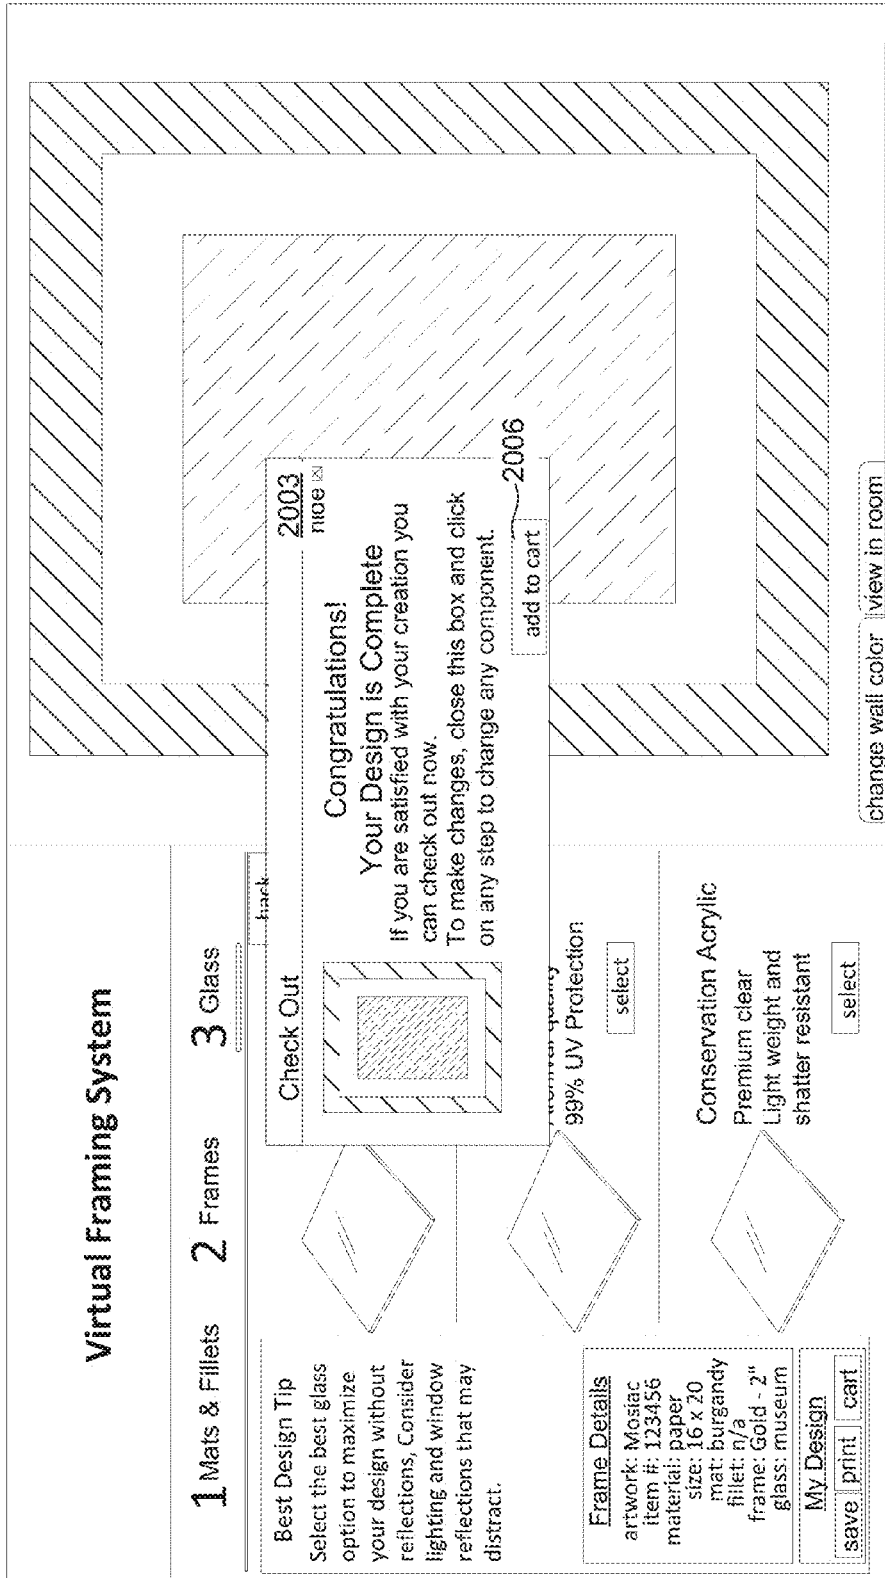 Virtual Framing System
1 Mats & Fillets
2 Frames
3 Glass
Best Design Tip
Select the best glass
option to maximize
your design without
reflections, Consider
lighting and window
reflections that may
distract.
Frame Details
artwork: Mosiac
item #: 123456
material: paper
size: 16 x 20
mat: burgandy
fillet: n/a
frame: Gold - 2"
glass: museum
My Design
save print cart
back
Check Out
2003
Congratulations!
Your Design is Complete
If you are satisfied with your creation you
can check out now.
To make changes, close this box and click
on any step to change any component.
add to cart
2006
quality
99% UV Protection
select
Conservation Acrylic
Premium clear
Light weight and
shatter resistant
select
change wall color view in room